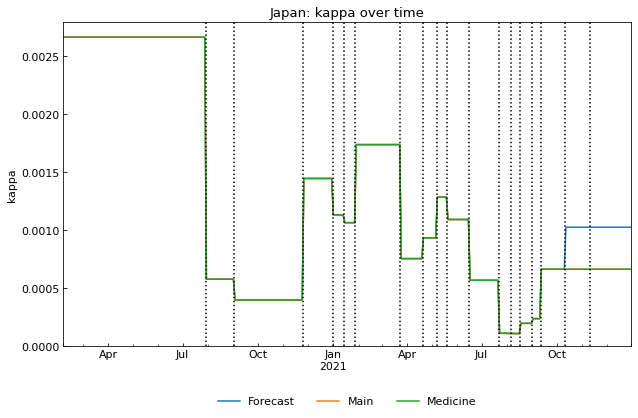 Japan: kappa over time
kappa
0.0025
0.0020
0.0015
0.0010
0.0005
0.0000
Apr Jul Oct Jan Apr Jul Oct
2021
Forecast Main Medicine